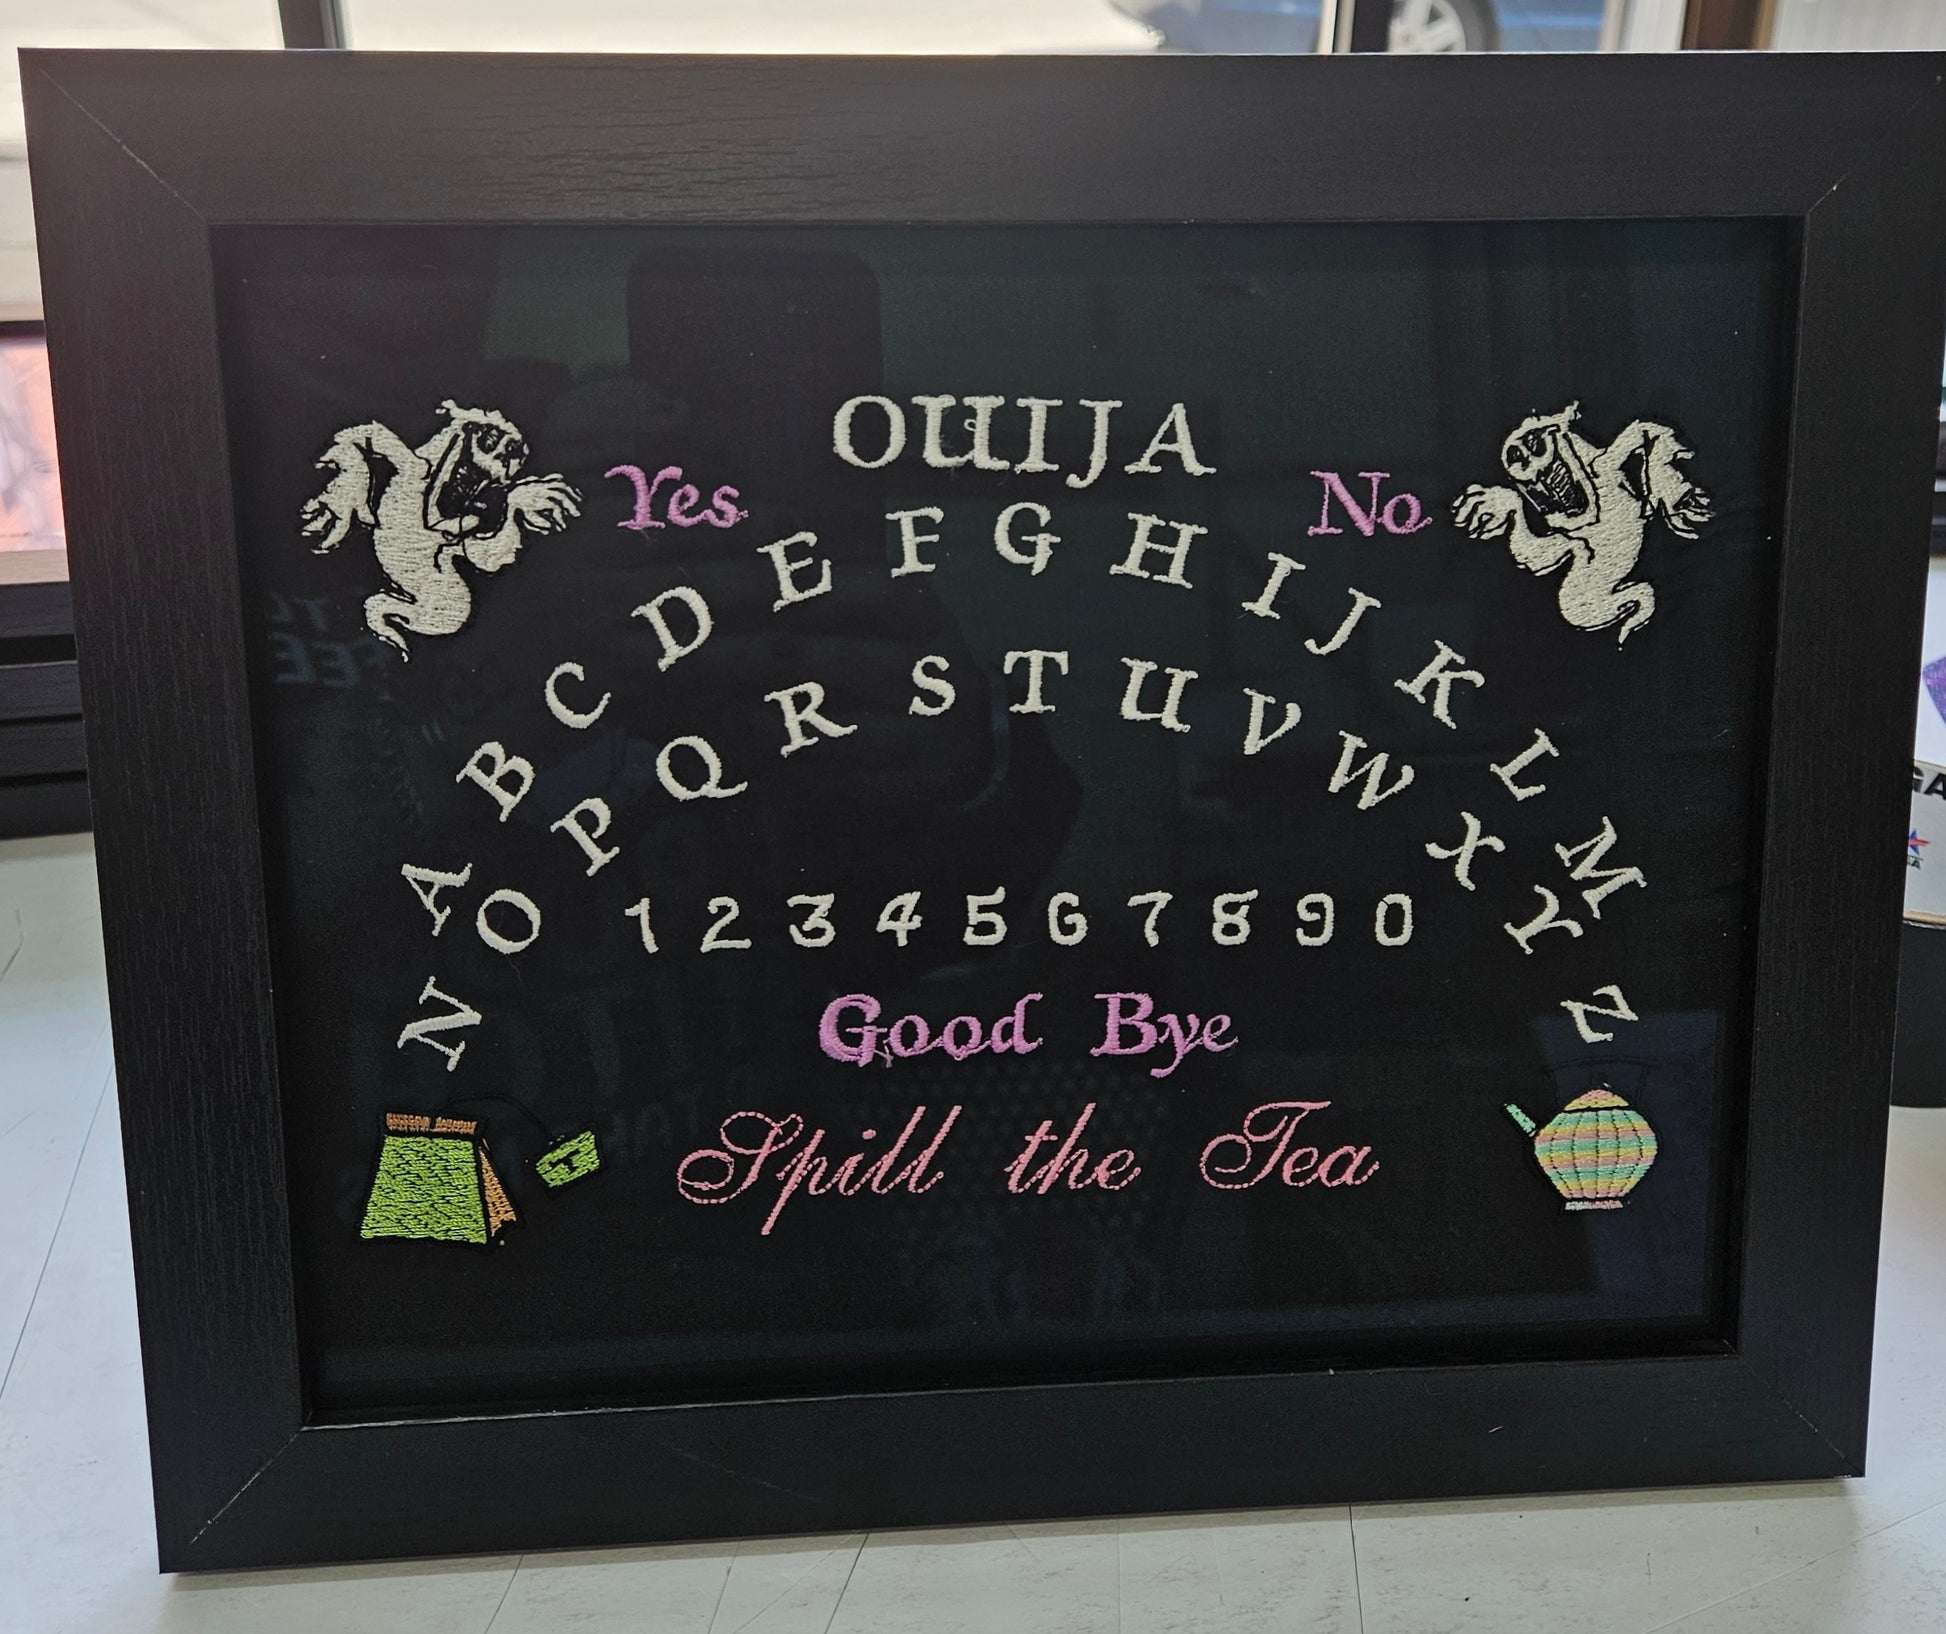 OUIJA
Yes No
A B C D E F G H I J K L M
N O P Q R S T U V W X Y Z
1 2 3 4 5 6 7 8 9 0
Good Bye
Spill the Tea
T